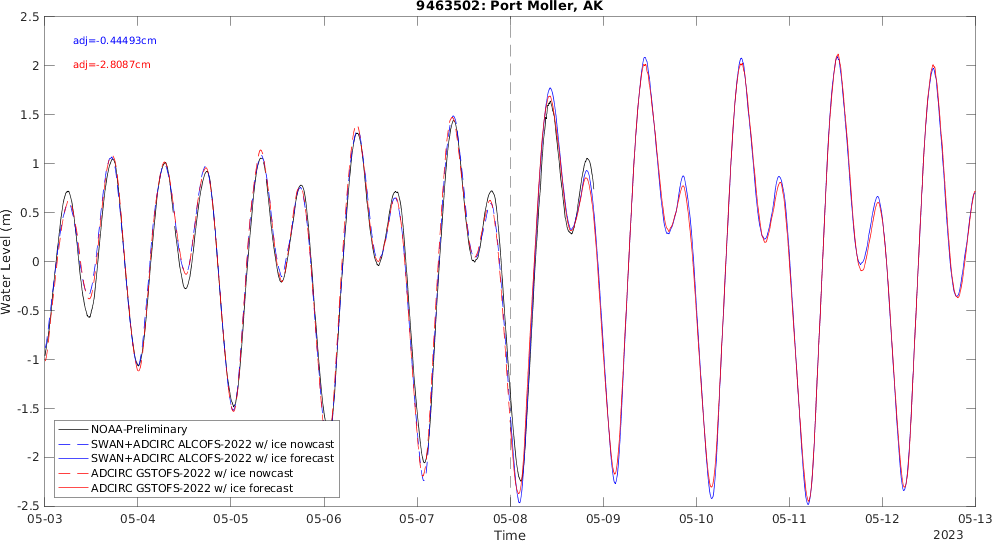 9463502: Port Moller, AK
adj=-0.44493cm
adj=-2.8087cm
Water Level (m)
2.5
2
1.5
1
0.5
0
-0.5
-1
-1.5
-2
-2.5
NOAA-Preliminary
SWAN+ADCIRC ALCOFS-2022 w/ ice nowcast
SWAN+ADCIRC ALCOFS-2022 w/ ice forecast
ADCIRC GSTOFS-2022 w/ ice nowcast
ADCIRC GSTOFS-2022 w/ ice forecast
05-03 05-04 05-05 05-06 05-07 05-08 05-09 05-10 05-11 05-12 05-13
Time
2023